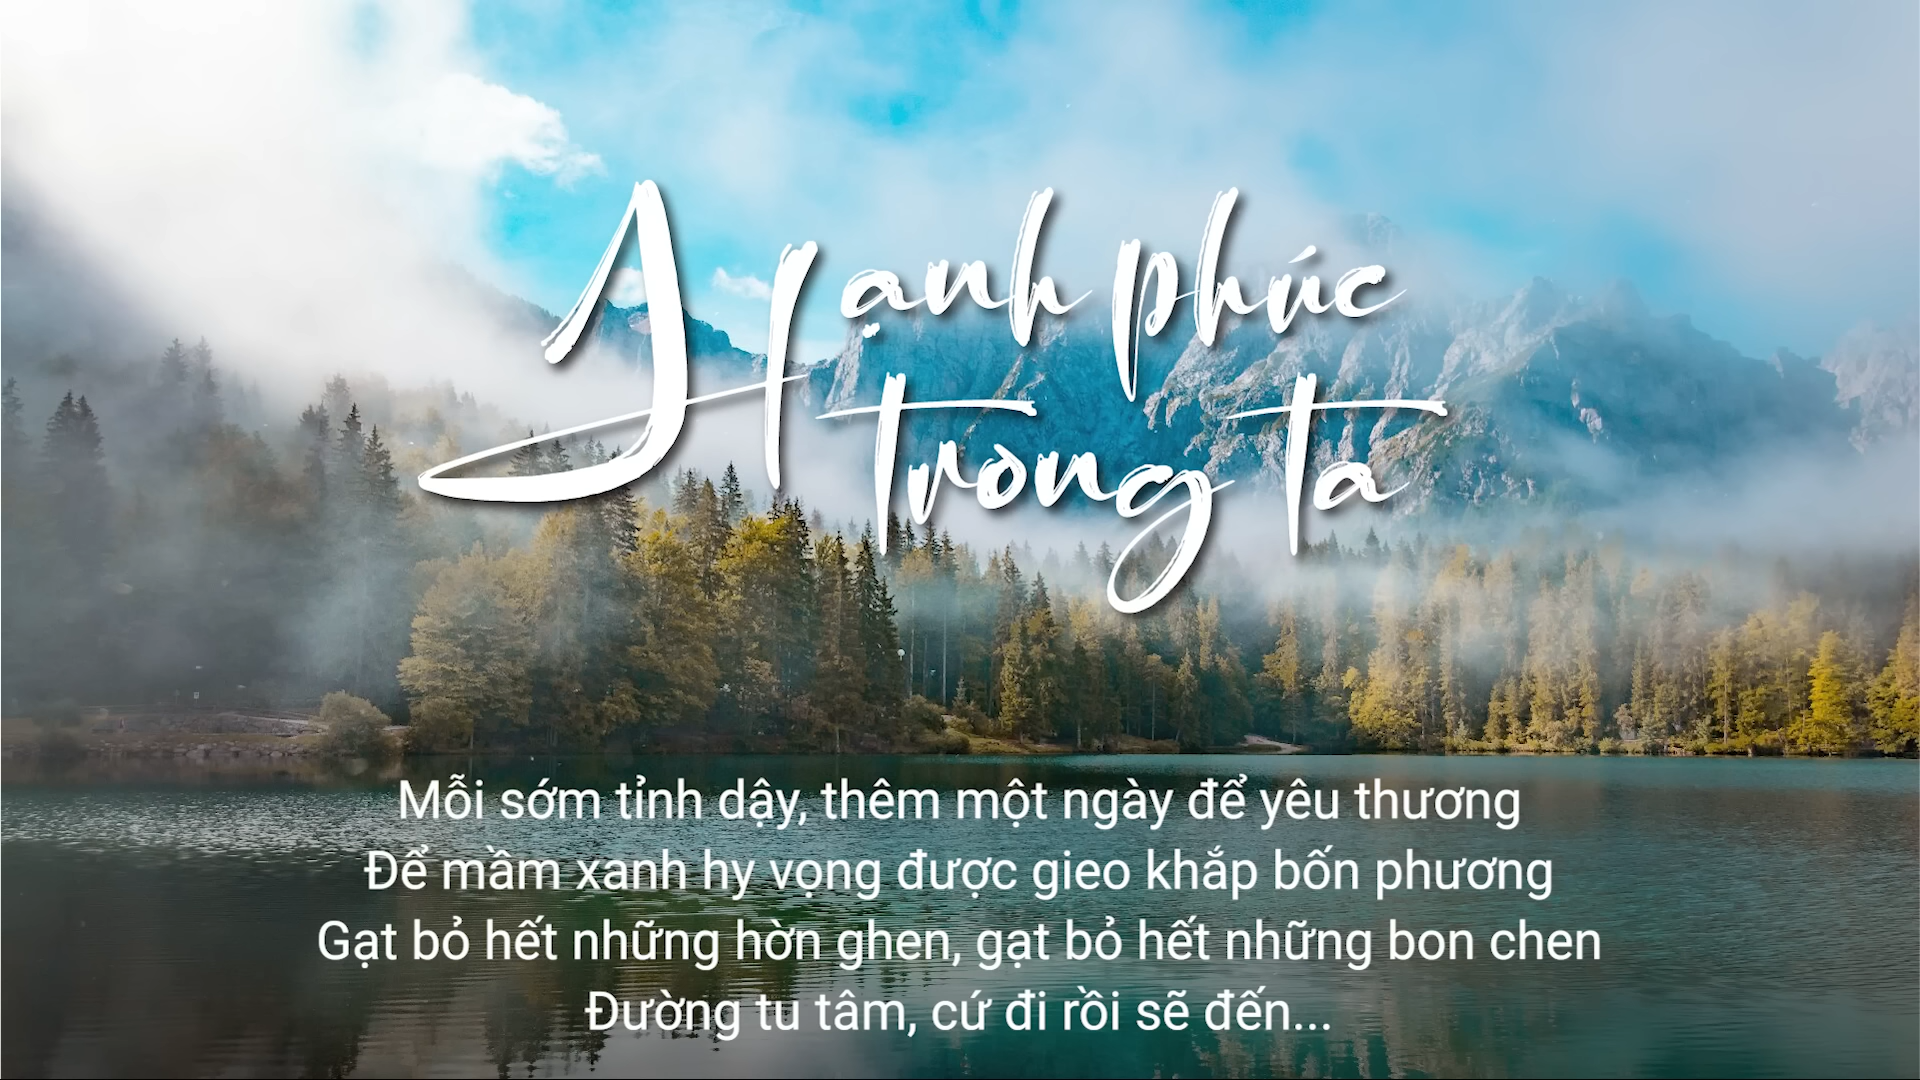 Hạnh phúc
trong ta
Mỗi sớm tỉnh dậy, thêm một ngày để yêu thương
Để mầm xanh hy vọng được gieo khắp bốn phương
Gạt bỏ hết những hờn ghen, gạt bỏ hết những bon chen
Đường tu tâm, cứ đi rồi sẽ đến...